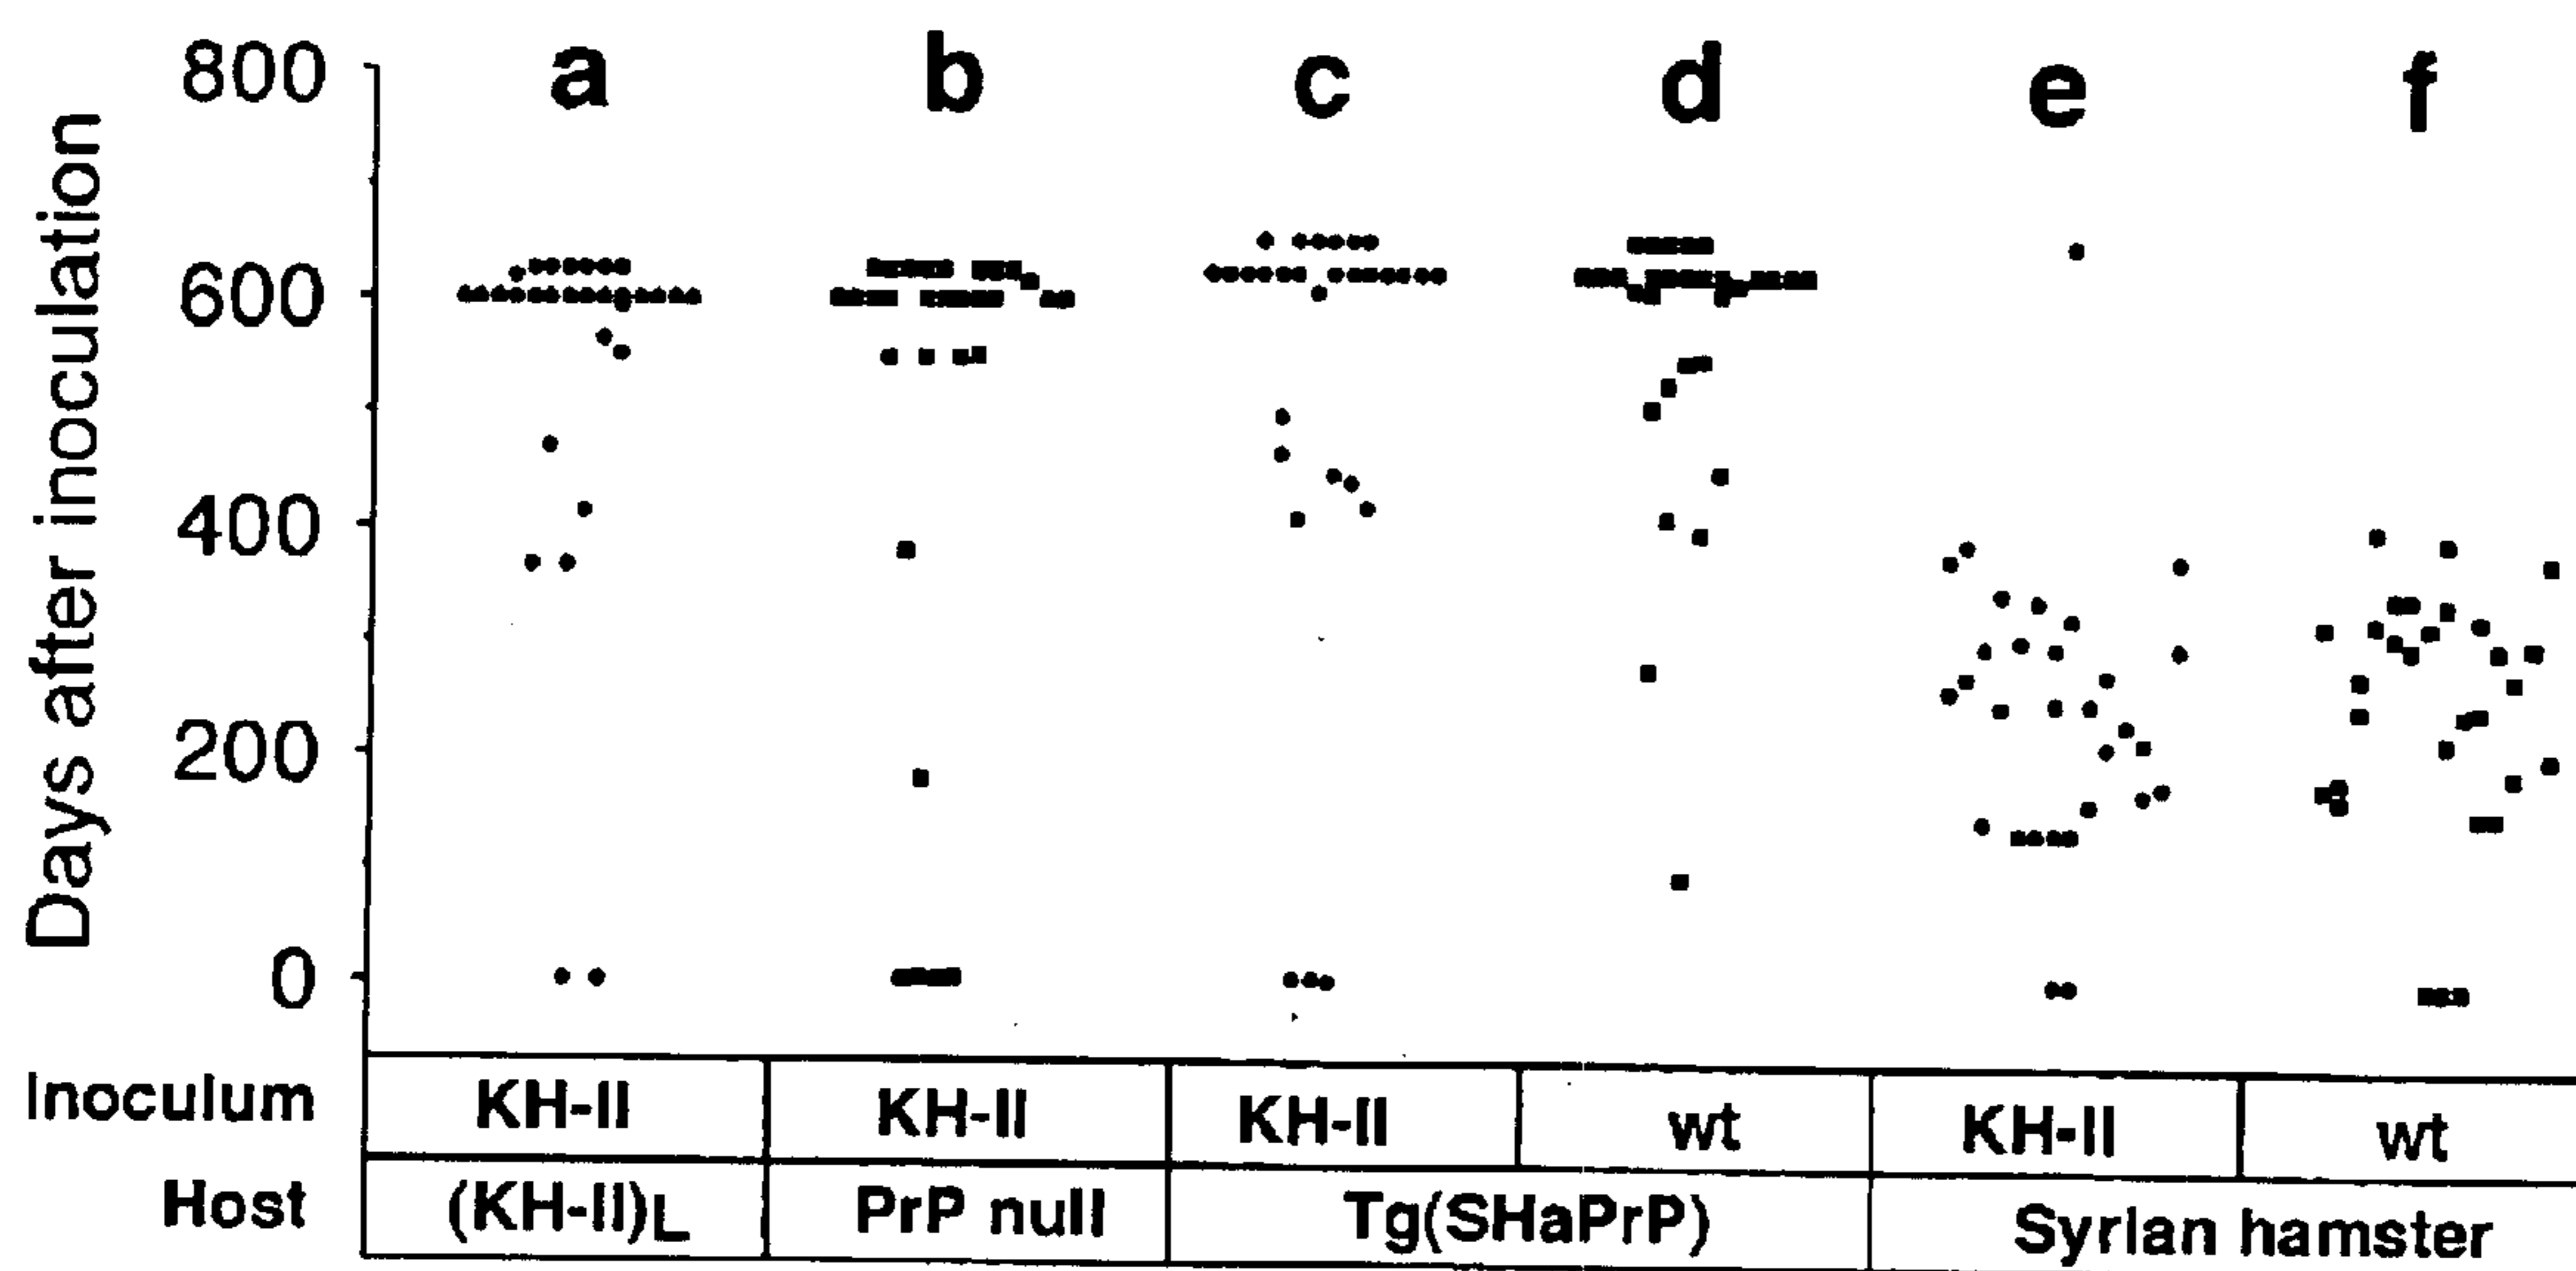 800 a b c d e f
600
400
200
0
Days after inoculation
Inoculum KH-II KH-II KH-II wt KH-II wt
Host (KH-II)L PrP null Tg(SHaPrP) Syrian hamster